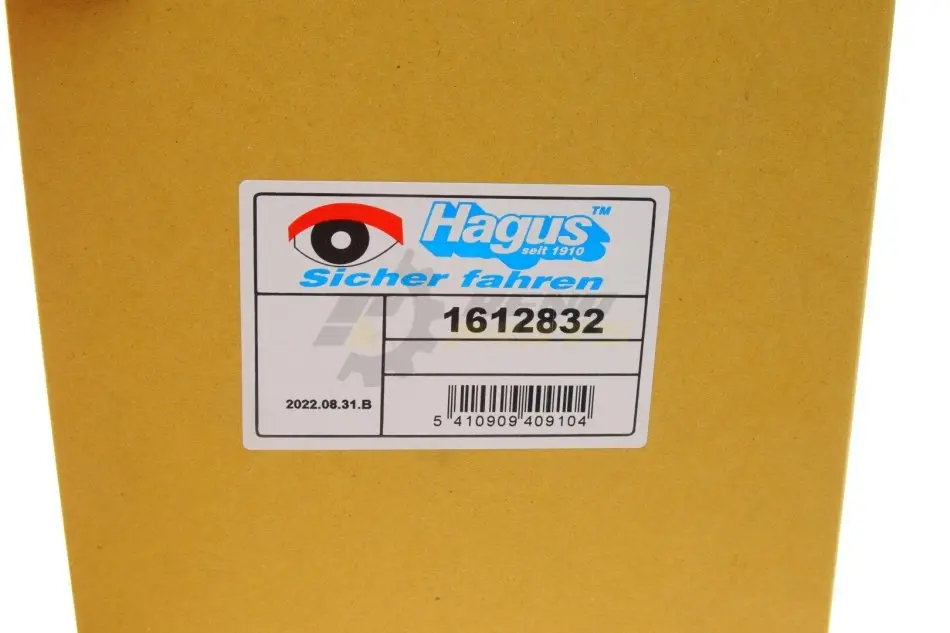 Hagus™
seit 1910
Sicher fahren
1612832
2022.08.31.B
5 410909 409104